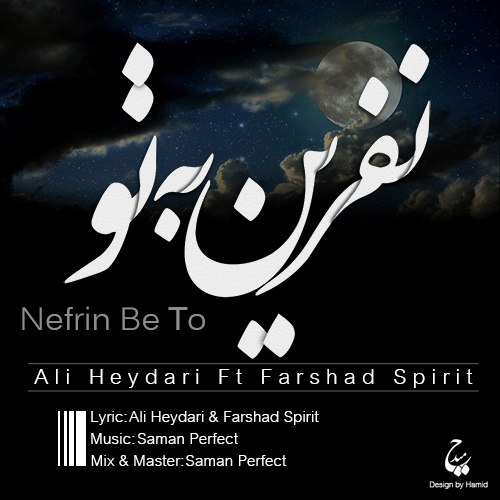 نفرین به تو
Nefrin Be To
Ali Heydari Ft Farshad Spirit
Lyric:Ali Heydari & Farshad Spirit
Music:Saman Perfect
Mix & Master:Saman Perfect
Design by Hamid